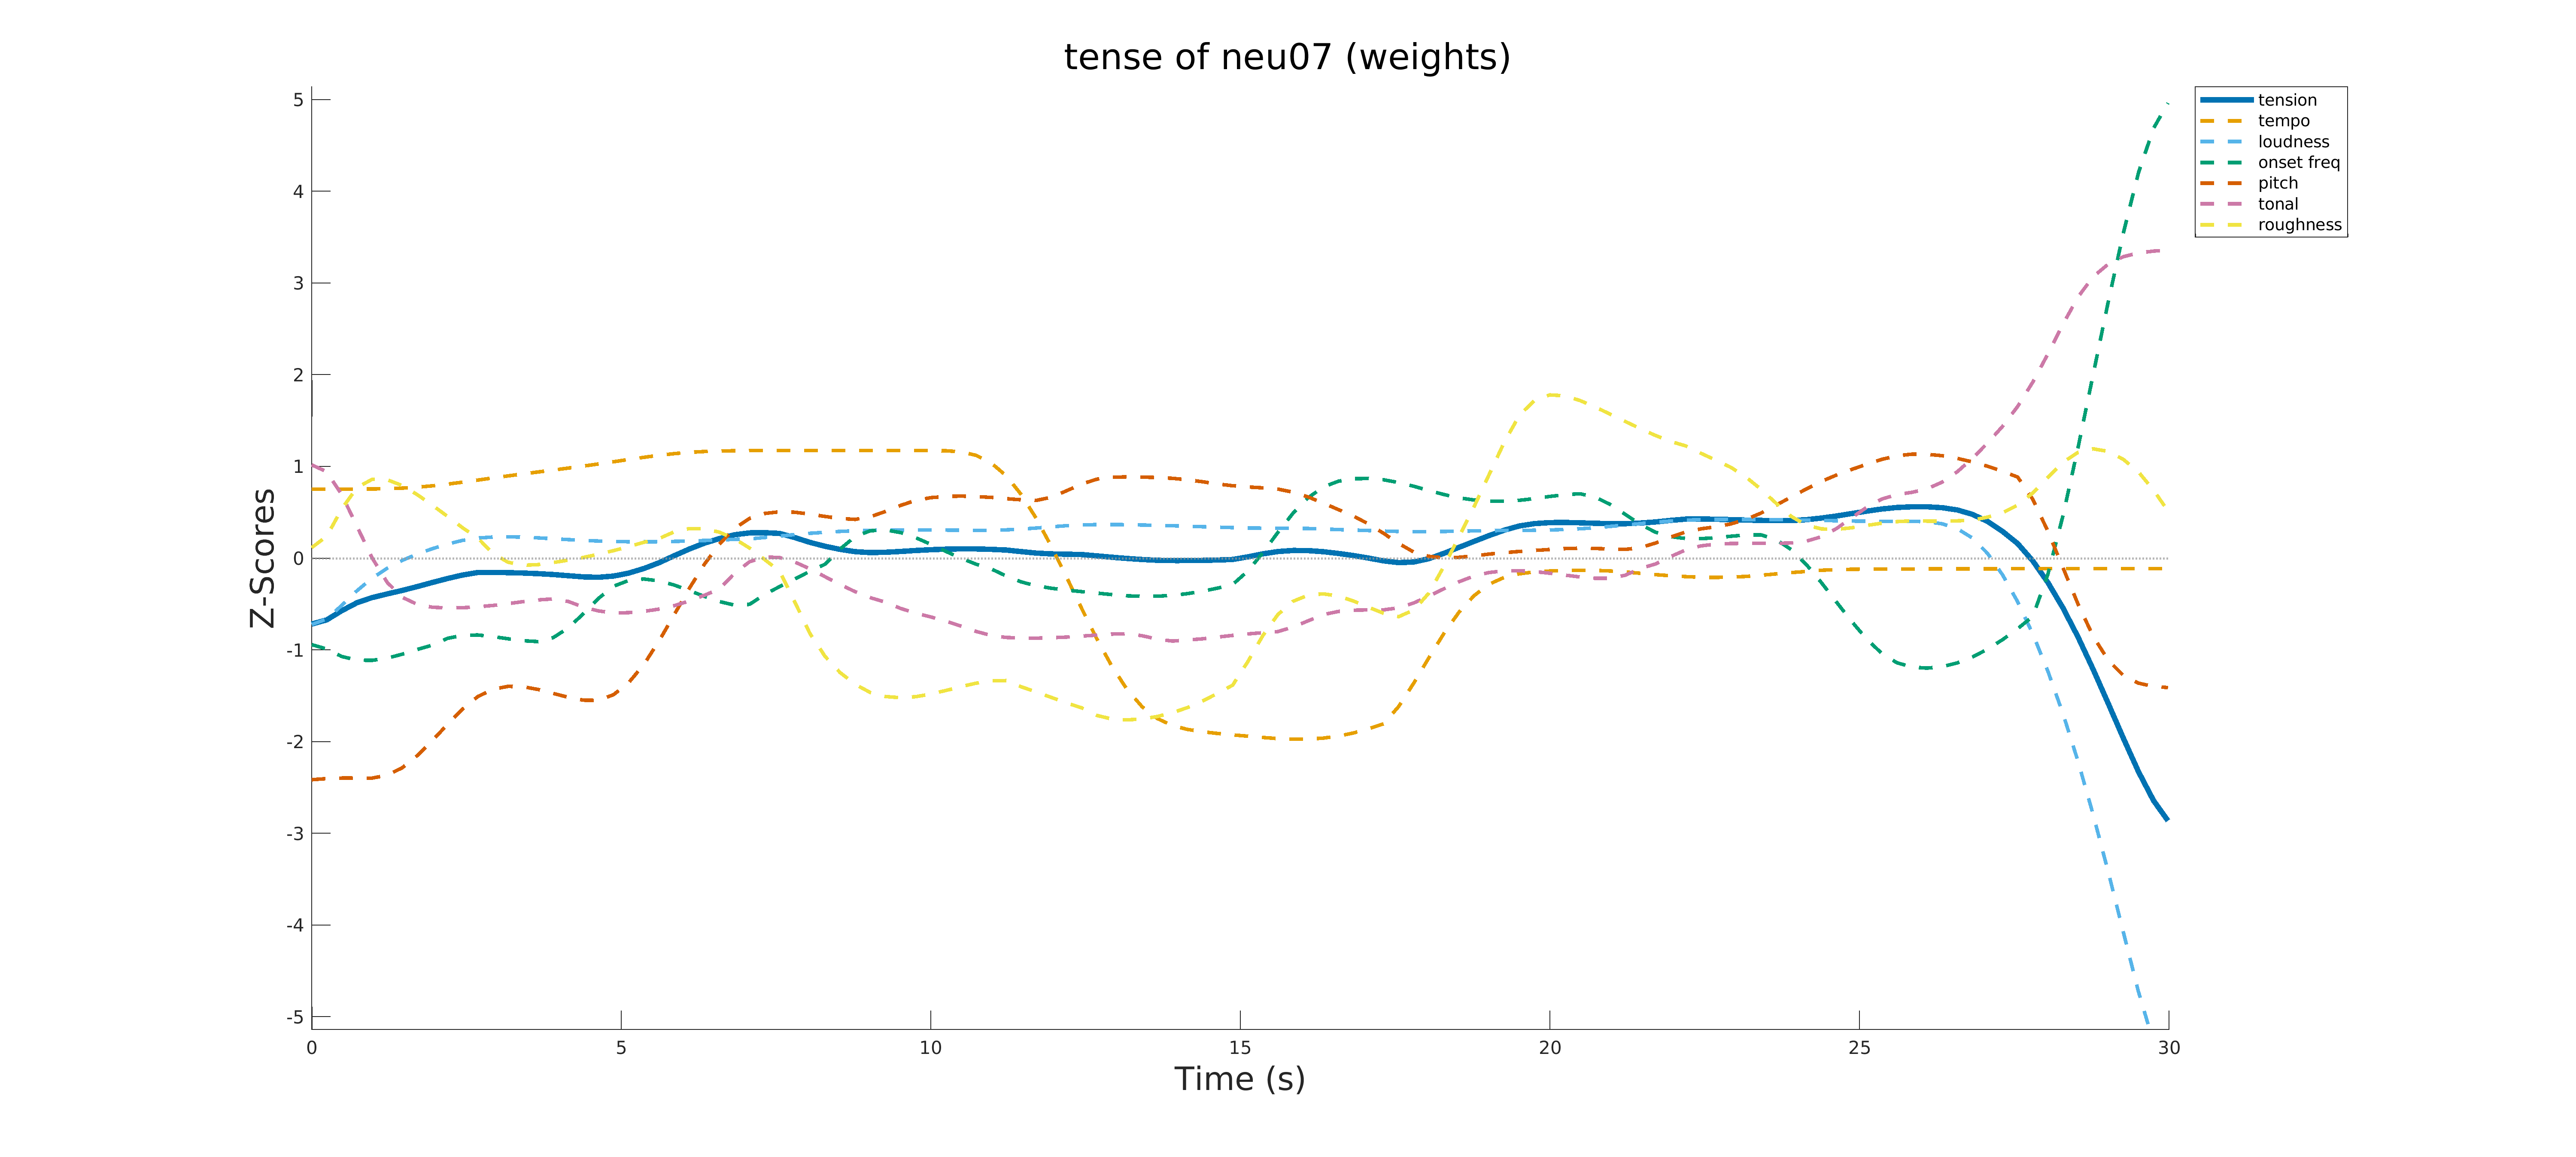 tense of neu07 (weights)
5
4
3
2
1
0
-1
-2
-3
-4
-5
Z-Scores
0
5
10
15
20
25
30
Time (s)
tension
tempo
loudness
onset freq
pitch
tonal
roughness